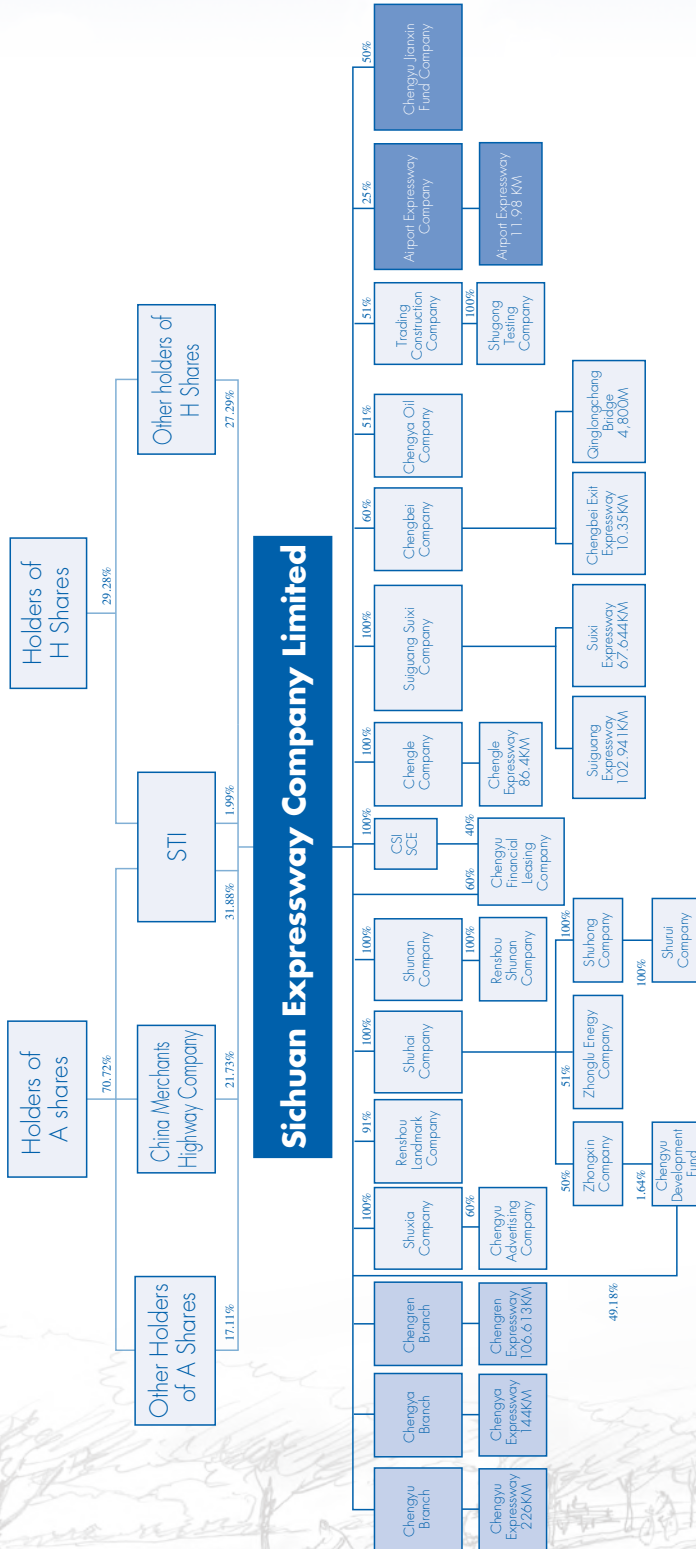 Holders of
A shares
Holders of
H Shares
70.72%
29.28%
Other Holders
of A Shares
China Merchants
Highway Company
STI
Other holders of
H Shares
17.11%
21.73%
31.88%
1.99%
27.29%
Sichuan Expressway Company Limited
100%
91%
100%
100%
60%
100%
100%
100%
60%
51%
51%
25%
50%
Chengyu
Branch
Chengya
Branch
Chengren
Branch
Shuxia
Company
Renshou
Landmark
Company
Shuhai
Company
Shunan
Company
CSI
SCE
Chengle
Company
Suiguang Suixi
Company
Chengbei
Company
Chengya Oil
Company
Trading
Construction
Company
Airport Expressway
Company
Chengyu Jianxin
Fund Company
60%
100%
40%
100%
Chengyu
Expressway
226KM
Chengya
Expressway
144KM
Chengren
Expressway
106.613KM
Chengyu
Advertising
Company
Renshou
Shunan
Company
Chengyu
Financial
Leasing
Company
Chengle
Expressway
86.4KM
Shugong
Testing
Company
Airport Expressway
11.98 KM
49.18%
50%
51%
100%
Zhongxin
Company
Zhonglu Energy
Company
Shuhong
Company
Suiguang
Expressway
102.941KM
Suixi
Expressway
67.644KM
Chengbei Exit
Expressway
10.35KM
Qinglongchang
Bridge
4,800M
1.64%
100%
Chengyu
Development
Fund
Shurui
Company